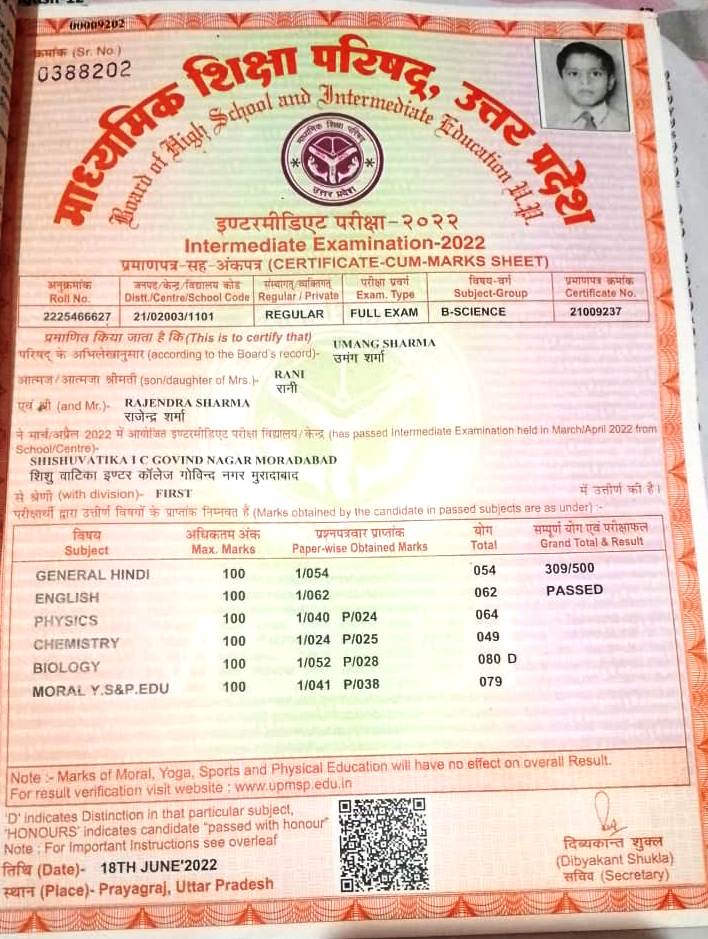 00009202
क्रमांक (Sr. No.)
0388202
माध्यमिक शिक्षा परिषद्, उत्तर प्रदेश
Board of High School and Intermediate Education U.P.
माध्यमिक शिक्षा परिषद
उत्तर प्रदेश
इण्टरमीडिएट परीक्षा-२०२२
Intermediate Examination-2022
प्रमाणपत्र-सह-अंकपत्र (CERTIFICATE-CUM-MARKS SHEET)
अनुक्रमांक जनपद/केन्द्र/विद्यालय कोड संस्थागत/व्यक्तिगत परीक्षा प्रवर्ग विषय-वर्ग प्रमाणपत्र क्रमांक
Roll No. Distt./Centre/School Code Regular / Private Exam. Type Subject-Group Certificate No.
2225466627 21/02003/1101 REGULAR FULL EXAM B-SCIENCE 21009237
प्रमाणित किया जाता है कि(This is to certify that) UMANG SHARMA
परिषद् के अभिलेखानुसार (according to the Board's record)- उमंग शर्मा
आत्मज/आत्मजा श्रीमती (son/daughter of Mrs.)- RANI
रानी
एवं श्री (and Mr.)- RAJENDRA SHARMA
राजेन्द्र शर्मा
ने मार्च/अप्रैल 2022 में आयोजित इण्टरमीडिएट परीक्षा विद्यालय/केन्द्र (has passed Intermediate Examination held in March/April 2022 from
School/Centre)-
SHISHUVATIKA I C GOVIND NAGAR MORADABAD
शिशु वाटिका इण्टर कॉलेज गोविन्द नगर मुरादाबाद
से श्रेणी (with division)- FIRST में उत्तीर्ण की है।
परीक्षार्थी द्वारा उत्तीर्ण विषयों के प्राप्तांक निम्नवत हैं (Marks obtained by the candidate in passed subjects are as under) :-
विषय अधिकतम अंक प्रश्नपत्रवार प्राप्तांक योग सम्पूर्ण योग एवं परीक्षाफल
Subject Max. Marks Paper-wise Obtained Marks Total Grand Total & Result
GENERAL HINDI 100 1/054 054 309/500
ENGLISH 100 1/062 062 PASSED
PHYSICS 100 1/040 P/024 064
CHEMISTRY 100 1/024 P/025 049
BIOLOGY 100 1/052 P/028 080 D
MORAL Y.S&P.EDU 100 1/041 P/038 079
Note :- Marks of Moral, Yoga, Sports and Physical Education will have no effect on overall Result.
For result verification visit website : www.upmsp.edu.in
'D' indicates Distinction in that particular subject,
'HONOURS' indicates candidate "passed with honour"
Note : For Important Instructions see overleaf
तिथि (Date)- 18TH JUNE'2022
स्थान (Place)- Prayagraj, Uttar Pradesh
दिब्यकान्त शुक्ल
(Dibyakant Shukla)
सचिव (Secretary)